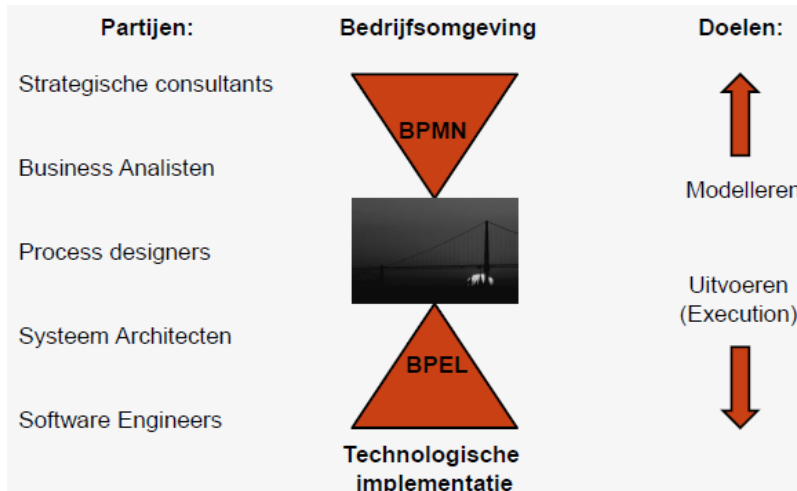 Partijen:
Bedrijfsomgeving
Doelen:
Strategische consultants
BPMN
Business Analisten
Modelleren
Process designers
Uitvoeren
(Execution)
Systeem Architecten
BPEL
Software Engineers
Technologische
implementatie